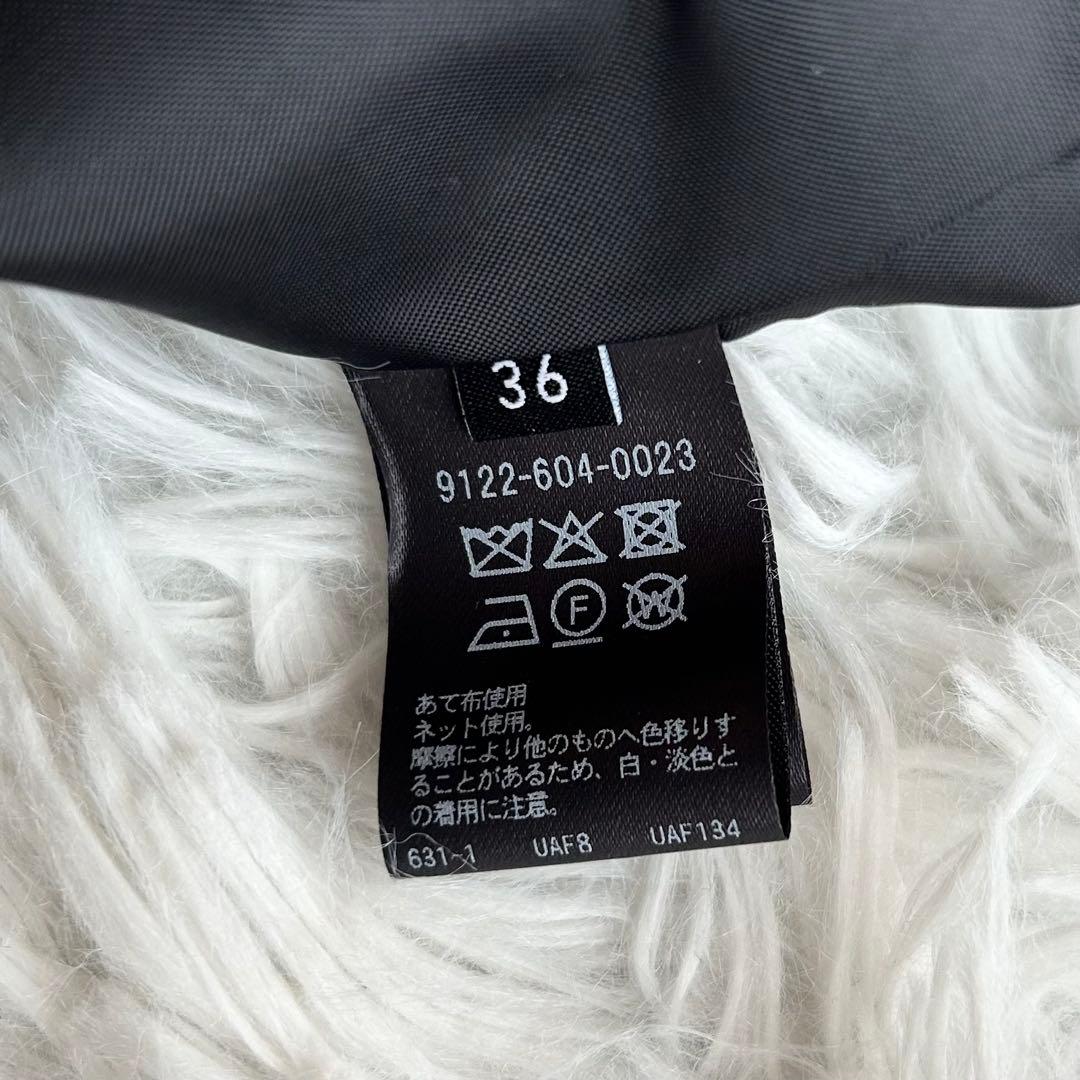 36
9122-604-0023
F W
あて布使用
ネット使用。
摩擦により他のものへ色移りす
ることがあるため、白・淡色と
の着用に注意。
631-1 UAF8 UAF134